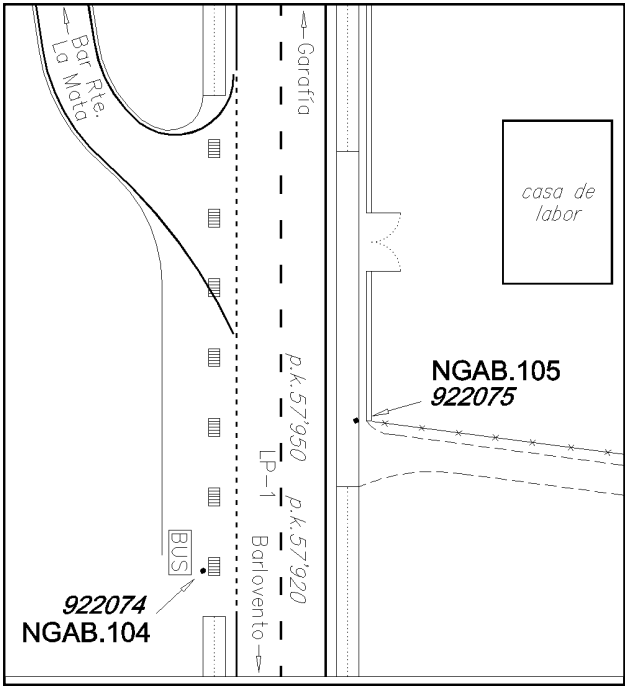 Bar Rte.
La Mata
Garafía
casa de
labor
NGAB.105
922075
p.k.57'950
LP-1
p.k.57'920
Barlovento
BUS
922074
NGAB.104